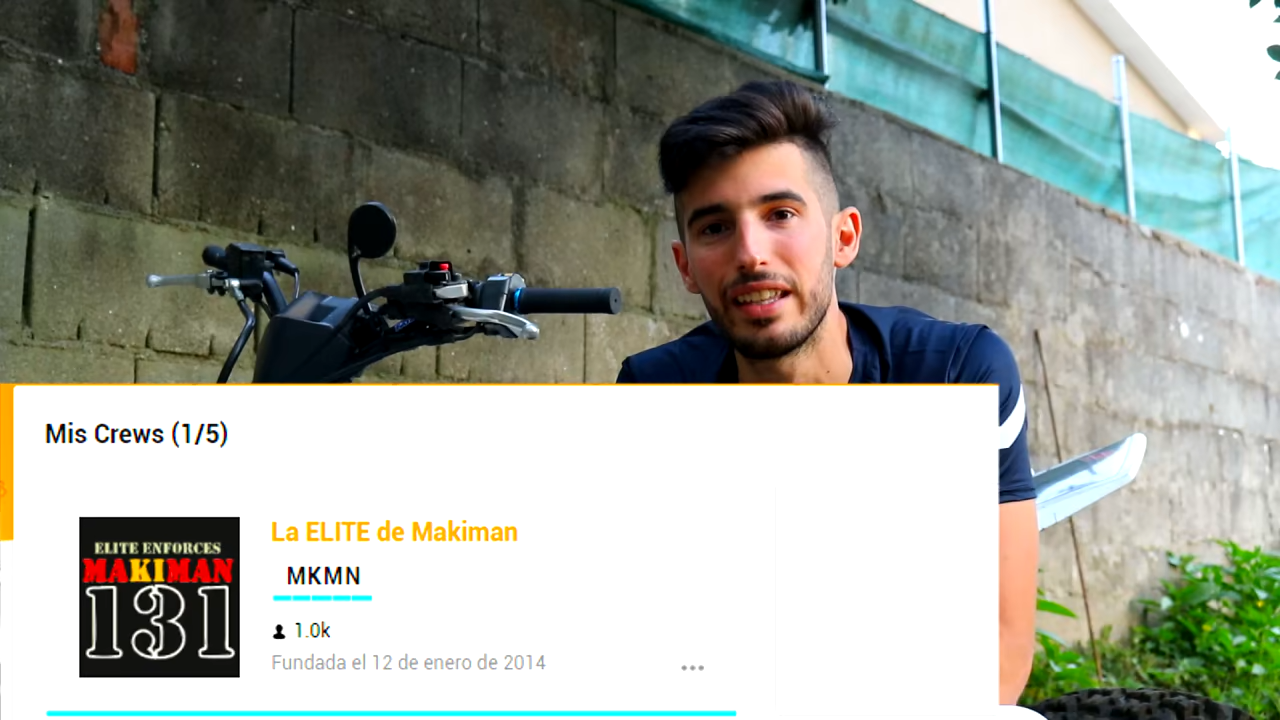 Mis Crews (1/5)
ELITE ENFORCES
MAKIMAN
131
La ELITE de Makiman
MKMN
1.0k
Fundada el 12 de enero de 2014